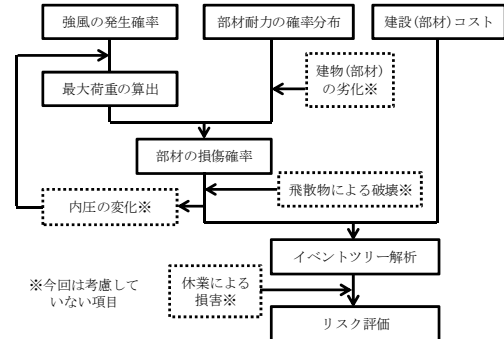 強風の発生確率
部材耐力の確率分布
建設(部材)コスト
最大荷重の算出
建物(部材)
の劣化※
部材の損傷確率
飛散物による破壊※
内圧の変化※
イベントツリー解析
※今回は考慮して
いない項目
休業による
損害※
リスク評価